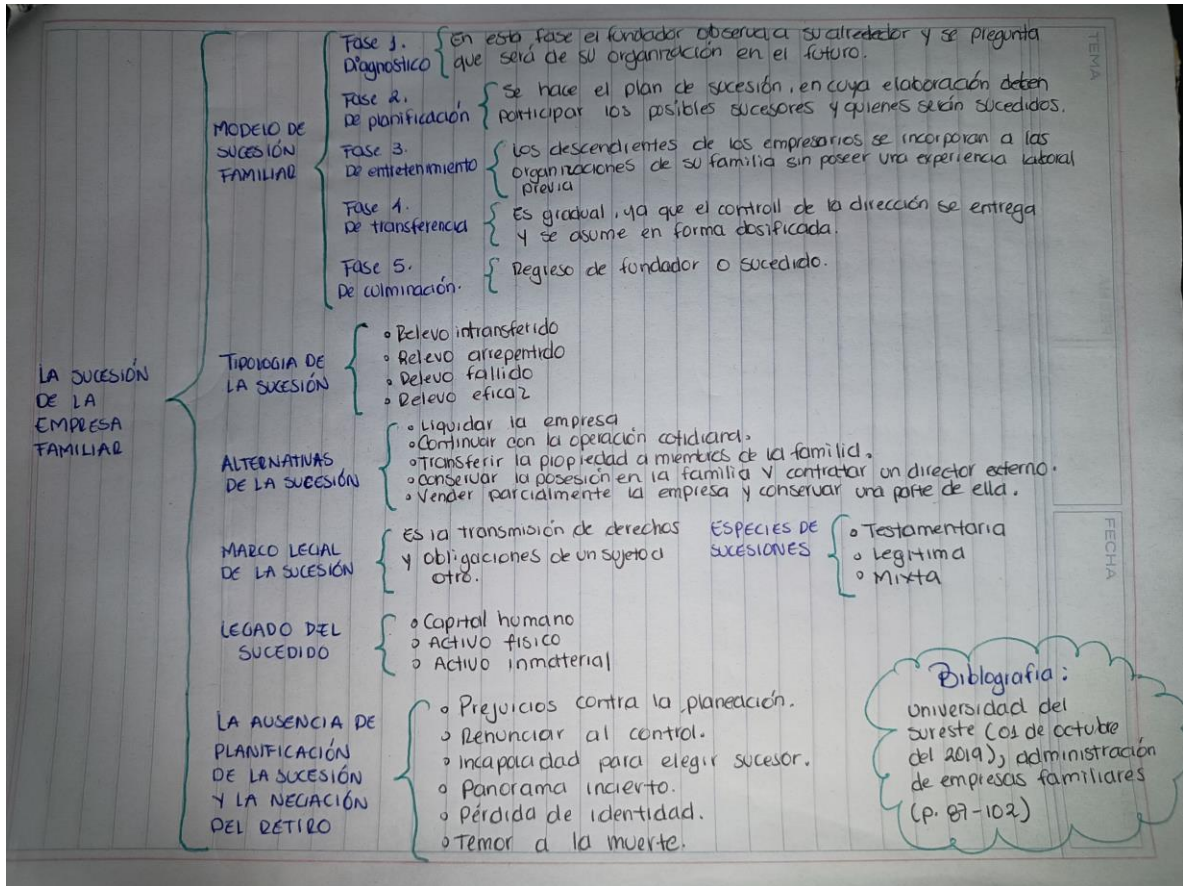 LA SUCESIÓN
DE LA
EMPRESA
FAMILIAR
MODELO DE
SUCESIÓN
FAMILIAR
Fase 1.
Diagnostico
En esta fase el fundador observa a su alrededor y se pregunta
que será de su organización en el futuro.
Fase 2.
De planificación
Se hace el plan de sucesión, en cuya elaboración deben
participar los posibles sucesores y quienes serán sucedidos.
Fase 3.
De entretenimiento
Los descendientes de los empresarios se incorporan a las
organizaciones de su familia sin poseer una experiencia laboral
previa
Fase 4.
De transferencia
Es gradual, ya que el controll de la dirección se entrega
y se asume en forma dosificada.
Fase 5.
De culminación.
Regreso de fundador o sucedido.
TIPOLOGIA DE
LA SUCESIÓN
• Relevo intransferido
• Relevo arrepentido
• Relevo fallido
• Relevo eficaz
ALTERNATIVAS
DE LA SUCESIÓN
• Liquidar la empresa
• Continuar con la operación cotidiana.
• Transferir la propiedad a miembros de la familia.
• Conservar la posesión en la familia y contratar un director externo.
• Vender parcialmente la empresa y conservar una parte de ella.
MARCO LEGAL
DE LA SUCESIÓN
Es la transmisión de derechos
y obligaciones de un sujeto a
otro.
ESPECIES DE
SUCESIONES
• Testamentaria
• Legitima
• Mixta
LEGADO DEL
SUCEDIDO
• Capital humano
• Activo fisico
• Activo inmaterial
LA AUSENCIA DE
PLANIFICACIÓN
DE LA SUCESIÓN
Y LA NEGACIÓN
DEL RETIRO
• Prejuicios contra la planeación.
• Renunciar al control.
• Incapacidad para elegir sucesor.
• Panorama incierto.
• Pérdida de identidad.
• Temor a la muerte.
Biblografia:
universidad del
sureste (01 de octubre
del 2019), administración
de empresas familiares
(p. 87-102)
TEMA
FECHA